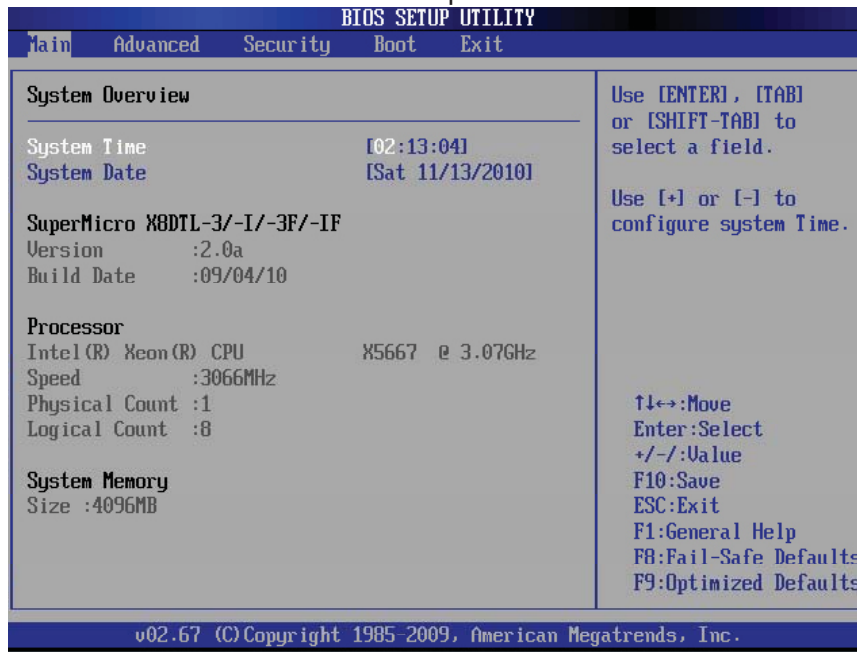 BIOS SETUP UTILITY
Main Advanced Security Boot Exit
System Overview
System Time [02:13:04]
System Date [Sat 11/13/2010]
SuperMicro X8DTL-3/-I/-3F/-IF
Version :2.0a
Build Date :09/04/10
Processor
Intel(R) Xeon(R) CPU X5667 @ 3.07GHz
Speed :3066MHz
Physical Count :1
Logical Count :8
System Memory
Size :4096MB
Use [ENTER], [TAB]
or [SHIFT-TAB] to
select a field.
Use [+] or [-] to
configure system Time.
↑↓←→:Move
Enter:Select
+/-/:Value
F10:Save
ESC:Exit
F1:General Help
F8:Fail-Safe Defaults
F9:Optimized Defaults
v02.67 (C)Copyright 1985-2009, American Megatrends, Inc.